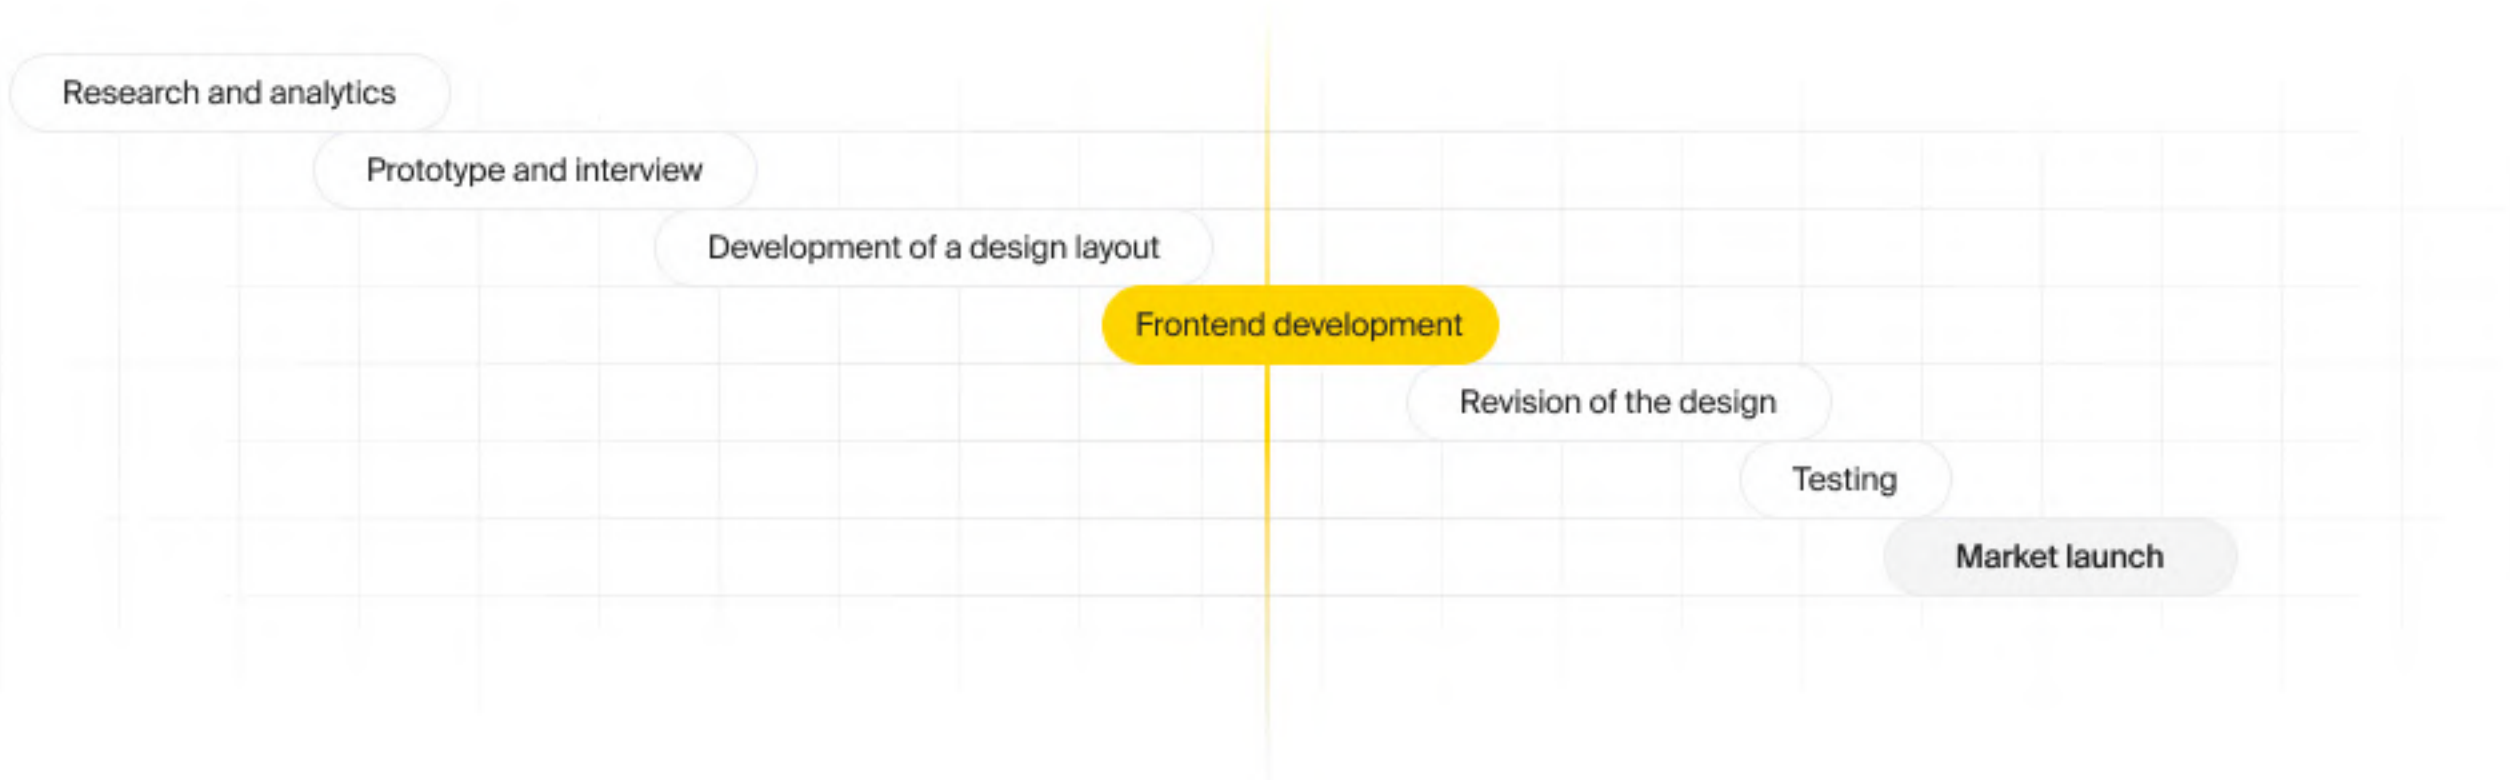 Research and analytics
Prototype and interview
Development of a design layout
Frontend development
Revision of the design
Testing
Market launch